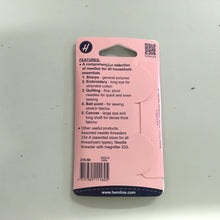 H
FEATURES:
• A comprehensive selection
of needles for all household
essentials
1. Sharps - general purpose
2. Embroidery - long eye for
stranded cotton
3. Quilting - fine, short
needles for quick and even
sewing
4. Ball point - for sewing
stretch fabrics
5. Canvas - large eye and
long shaft for dense thick
fabrics
• Other useful products:
Assorted needle threaders
234.A (assorted sizes for all
thread/yarn types), Needle
threader with magnifier 233.
www.hemline.com